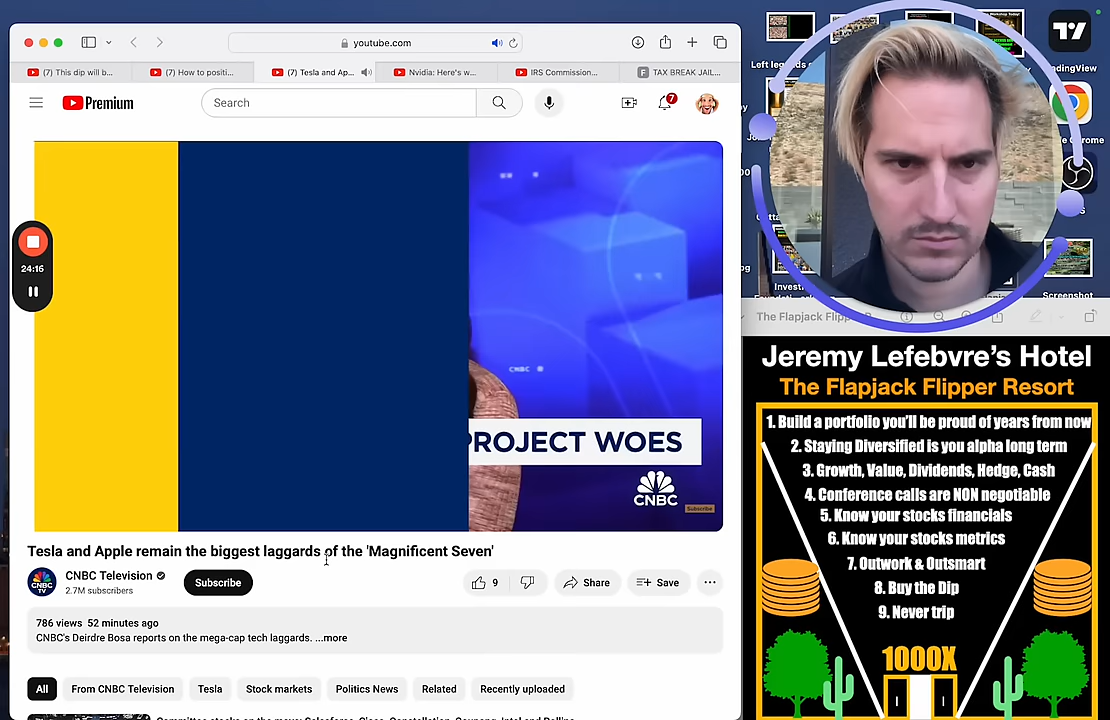 youtube.com
(7) This dip will b...
(7) How to positi...
(7) Tesla and Ap...
Nvidia: Here's w...
IRS Commission...
TAX BREAK JAIL...
Premium
Search
7
24:16
PROJECT WOES
CNBC
CNBC
Subscribe
Tesla and Apple remain the biggest laggards of the 'Magnificent Seven'
CNBC Television
2.7M subscribers
Subscribe
9
Share
Save
786 views 52 minutes ago
CNBC's Deirdre Bosa reports on the mega-cap tech laggards. ...more
All
From CNBC Television
Tesla
Stock markets
Politics News
Related
Recently uploaded
Screenshot
The Flapjack Flipp
Jeremy Lefebvre's Hotel
The Flapjack Flipper Resort
1. Build a portfolio you'll be proud of years from now
2. Staying Diversified is you alpha long term
3. Growth, Value, Dividends, Hedge, Cash
4. Conference calls are NON negotiable
5. Know your stocks financials
6. Know your stocks metrics
7. Outwork & Outsmart
8. Buy the Dip
9. Never trip
1000X